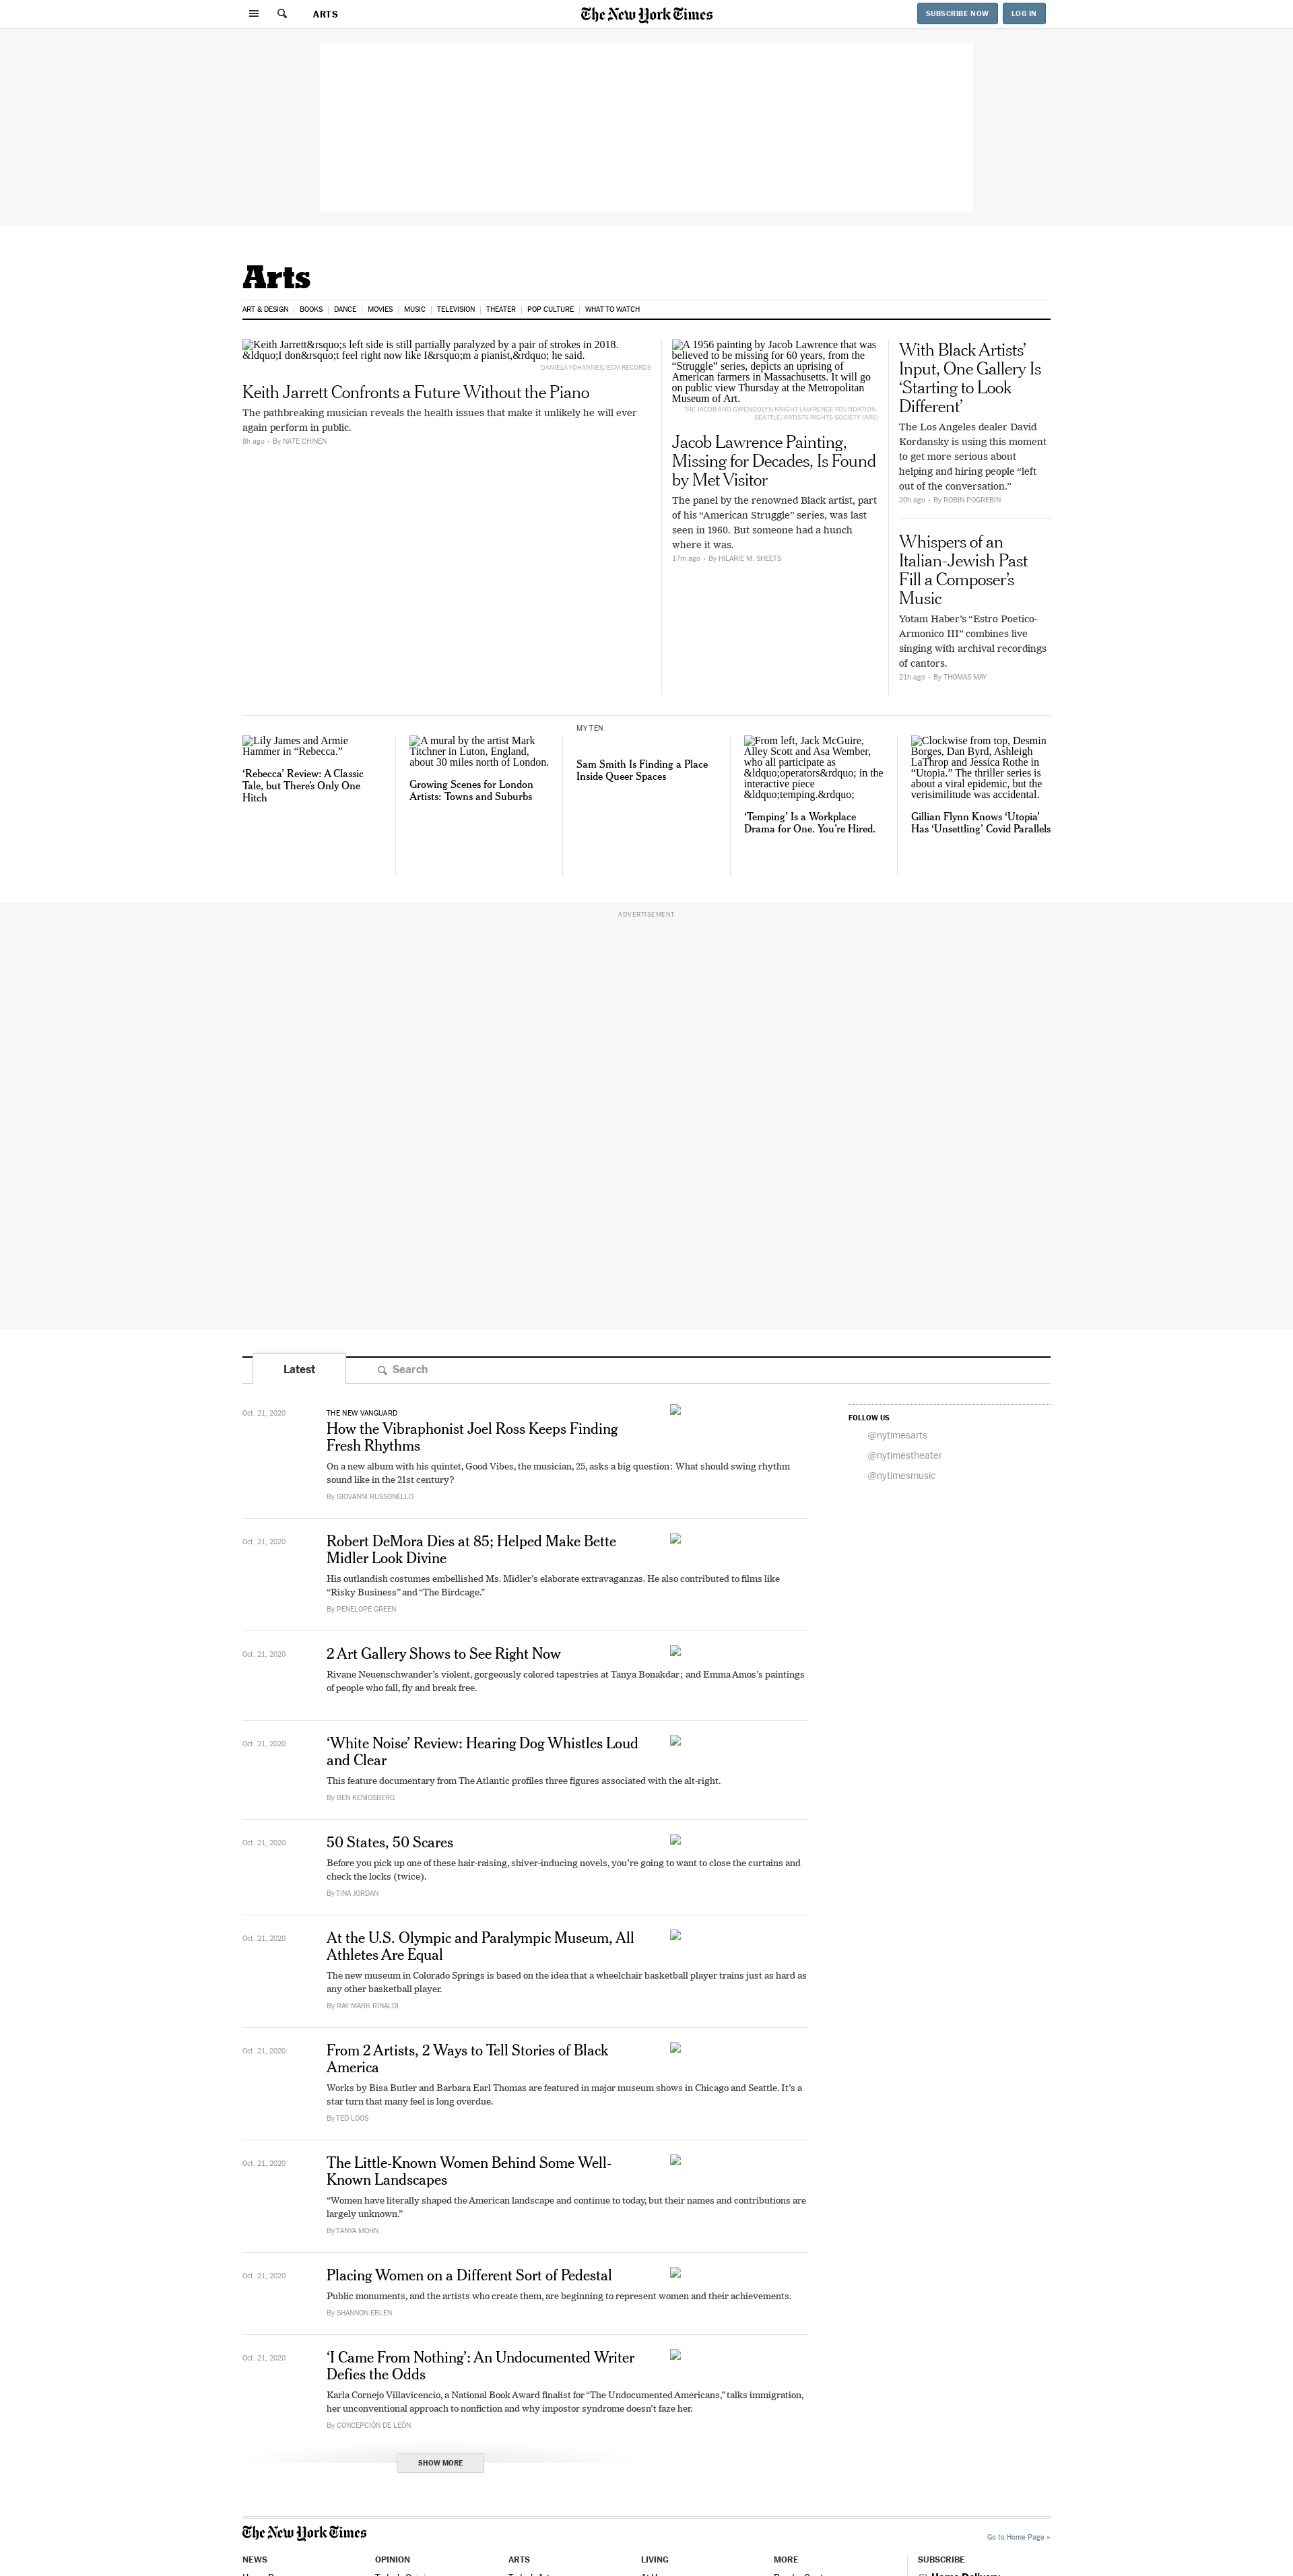 ARTS
The New York Times
SUBSCRIBE NOW
LOG IN
Arts
ART & DESIGN
BOOKS
DANCE
MOVIES
MUSIC
TELEVISION
THEATER
POP CULTURE
WHAT TO WATCH
Keith Jarrett&rsquo;s left side is still partially paralyzed by a pair of strokes in 2018.
&ldquo;I don&rsquo;t feel right now like I&rsquo;m a pianist,&rdquo; he said.
DANIELA YOHANNES/ECM RECORDS
Keith Jarrett Confronts a Future Without the Piano
The pathbreaking musician reveals the health issues that make it unlikely he will ever
again perform in public.
8h ago • By NATE CHINEN
A 1956 painting by Jacob Lawrence that was
believed to be missing for 60 years, from the
“Struggle” series, depicts an uprising of
American farmers in Massachusetts. It will go
on public view Thursday at the Metropolitan
Museum of Art.
THE JACOB AND GWENDOLYN KNIGHT LAWRENCE FOUNDATION,
SEATTLE/ARTISTS RIGHTS SOCIETY (ARS)
Jacob Lawrence Painting,
Missing for Decades, Is Found
by Met Visitor
The panel by the renowned Black artist, part
of his “American Struggle” series, was last
seen in 1960. But someone had a hunch
where it was.
17m ago • By HILARIE M. SHEETS
With Black Artists’
Input, One Gallery Is
‘Starting to Look
Different’
The Los Angeles dealer David
Kordansky is using this moment
to get more serious about
helping and hiring people “left
out of the conversation.”
20h ago • By ROBIN POGREBIN
Whispers of an
Italian-Jewish Past
Fill a Composer’s
Music
Yotam Haber’s “Estro Poetico-
Armonico III” combines live
singing with archival recordings
of cantors.
21h ago • By THOMAS MAY
Lily James and Armie
Hammer in “Rebecca.”
‘Rebecca’ Review: A Classic
Tale, but There’s Only One
Hitch
A mural by the artist Mark
Titchner in Luton, England,
about 30 miles north of London.
Growing Scenes for London
Artists: Towns and Suburbs
MY TEN
Sam Smith Is Finding a Place
Inside Queer Spaces
From left, Jack McGuire,
Alley Scott and Asa Wember,
who all participate as
&ldquo;operators&rdquo; in the
interactive piece
&ldquo;temping.&rdquo;
‘Temping’ Is a Workplace
Drama for One. You’re Hired.
Clockwise from top, Desmin
Borges, Dan Byrd, Ashleigh
LaThrop and Jessica Rothe in
“Utopia.” The thriller series is
about a viral epidemic, but the
verisimilitude was accidental.
Gillian Flynn Knows ‘Utopia’
Has ‘Unsettling’ Covid Parallels
ADVERTISEMENT
Latest
Search
Oct. 21, 2020
THE NEW VANGUARD
How the Vibraphonist Joel Ross Keeps Finding
Fresh Rhythms
On a new album with his quintet, Good Vibes, the musician, 25, asks a big question: What should swing rhythm
sound like in the 21st century?
By GIOVANNI RUSSONELLO
FOLLOW US
@nytimesarts
@nytimestheater
@nytimesmusic
Oct. 21, 2020
Robert DeMora Dies at 85; Helped Make Bette
Midler Look Divine
His outlandish costumes embellished Ms. Midler’s elaborate extravaganzas. He also contributed to films like
“Risky Business” and “The Birdcage.”
By PENELOPE GREEN
Oct. 21, 2020
2 Art Gallery Shows to See Right Now
Rivane Neuenschwander’s violent, gorgeously colored tapestries at Tanya Bonakdar; and Emma Amos’s paintings
of people who fall, fly and break free.
Oct. 21, 2020
‘White Noise’ Review: Hearing Dog Whistles Loud
and Clear
This feature documentary from The Atlantic profiles three figures associated with the alt-right.
By BEN KENIGSBERG
Oct. 21, 2020
50 States, 50 Scares
Before you pick up one of these hair-raising, shiver-inducing novels, you’re going to want to close the curtains and
check the locks (twice).
By TINA JORDAN
Oct. 21, 2020
At the U.S. Olympic and Paralympic Museum, All
Athletes Are Equal
The new museum in Colorado Springs is based on the idea that a wheelchair basketball player trains just as hard as
any other basketball player.
By RAY MARK RINALDI
Oct. 21, 2020
From 2 Artists, 2 Ways to Tell Stories of Black
America
Works by Bisa Butler and Barbara Earl Thomas are featured in major museum shows in Chicago and Seattle. It’s a
star turn that many feel is long overdue.
By TED LOOS
Oct. 21, 2020
The Little-Known Women Behind Some Well-
Known Landscapes
“Women have literally shaped the American landscape and continue to today, but their names and contributions are
largely unknown.”
By TANYA MOHN
Oct. 21, 2020
Placing Women on a Different Sort of Pedestal
Public monuments, and the artists who create them, are beginning to represent women and their achievements.
By SHANNON EBLEN
Oct. 21, 2020
‘I Came From Nothing’: An Undocumented Writer
Defies the Odds
Karla Cornejo Villavicencio, a National Book Award finalist for “The Undocumented Americans,” talks immigration,
her unconventional approach to nonfiction and why impostor syndrome doesn’t faze her.
By CONCEPCIÓN DE LEÓN
SHOW MORE
The New York Times
Go to Home Page »
NEWS
OPINION
ARTS
LIVING
MORE
SUBSCRIBE